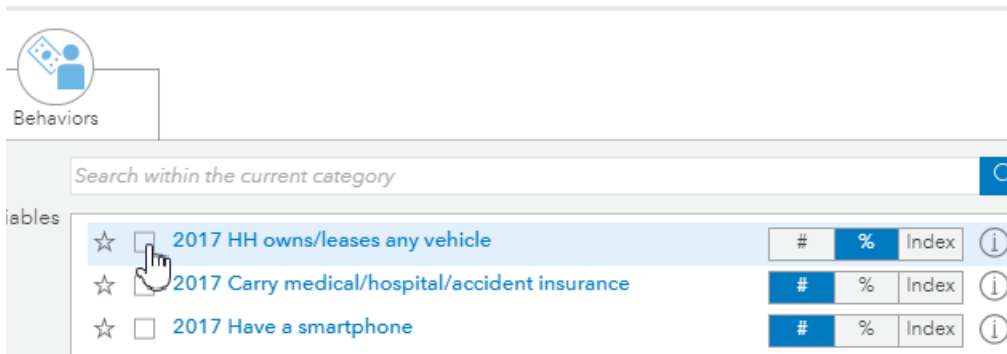 Behaviors
Search within the current category
iables
2017 HH owns/leases any vehicle # % Index
2017 Carry medical/hospital/accident insurance # % Index
2017 Have a smartphone # % Index